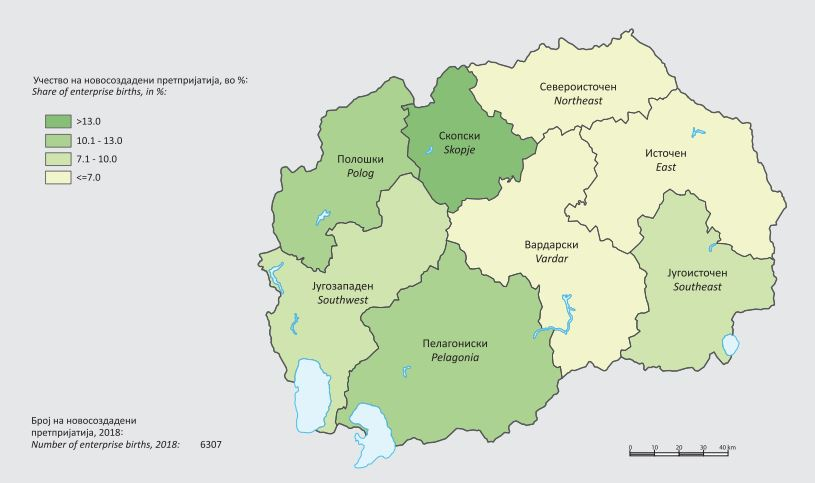 Учество на новосоздадени претпријатија, во %:
Share of enterprise births, in %:
>13.0
10.1 - 13.0
7.1 - 10.0
<=7.0
Североисточен
Northeast
Скопски
Skopje
Полошки
Polog
Источен
East
Вардарски
Vardar
Југозападен
Southwest
Југоисточен
Southeast
Пелагониски
Pelagonia
Број на новосоздадени
претпријатија, 2018:
Number of enterprise births, 2018: 6307
0 10 20 30 40 km